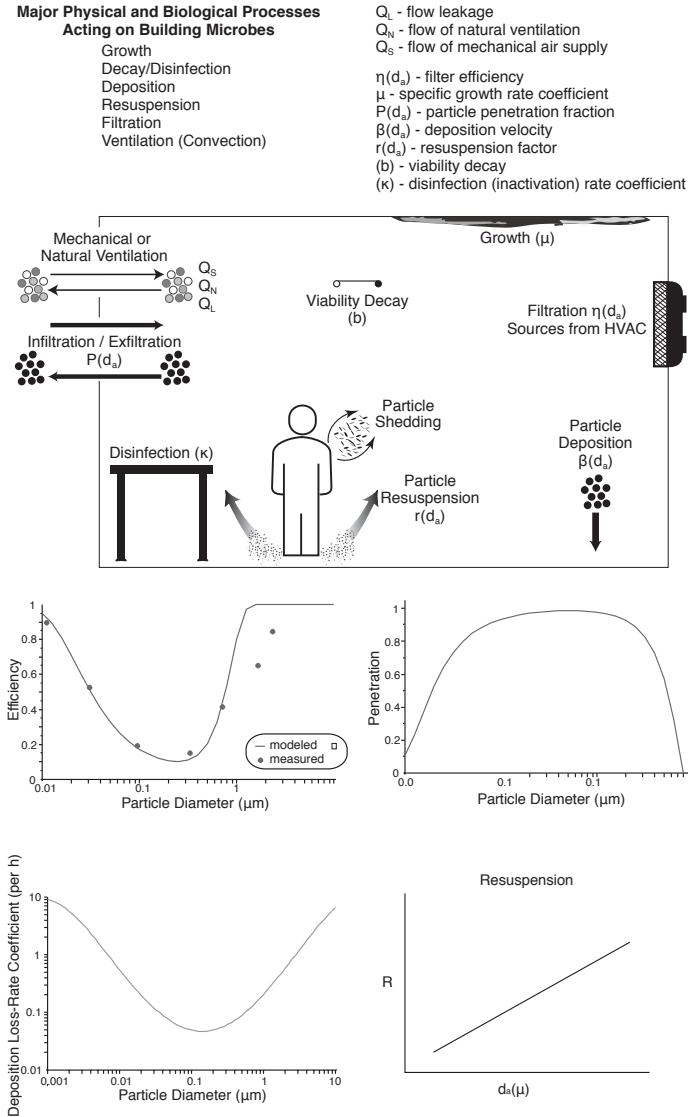 Major Physical and Biological Processes
Acting on Building Microbes
Growth
Decay/Disinfection
Deposition
Resuspension
Filtration
Ventilation (Convection)
Q_L - flow leakage
Q_N - flow of natural ventilation
Q_S - flow of mechanical air supply
η(dₐ) - filter efficiency
μ - specific growth rate coefficient
P(dₐ) - particle penetration fraction
β(dₐ) - deposition velocity
r(dₐ) - resuspension factor
(b) - viability decay
(κ) - disinfection (inactivation) rate coefficient
Mechanical or
Natural Ventilation
Q_S
Q_N
Q_L
Infiltration / Exfiltration
P(dₐ)
Growth (μ)
Viability Decay
(b)
Filtration η(dₐ)
Sources from HVAC
Particle
Shedding
Disinfection (κ)
Particle
Resuspension
r(dₐ)
Particle
Deposition
β(dₐ)
Efficiency
1
0.8
0.6
0.4
0.2
0
0.01
0.1
1
modeled
measured
Particle Diameter (μm)
Penetration
1
0.8
0.6
0.4
0.2
0
0.0
0.1
0.1
Particle Diameter (μm)
Deposition Loss-Rate Coefficient (per h)
10
1
0.1
0.01
0,001
0.01
0.1
1
10
Particle Diameter (μm)
Resuspension
R
dₐ(μ)